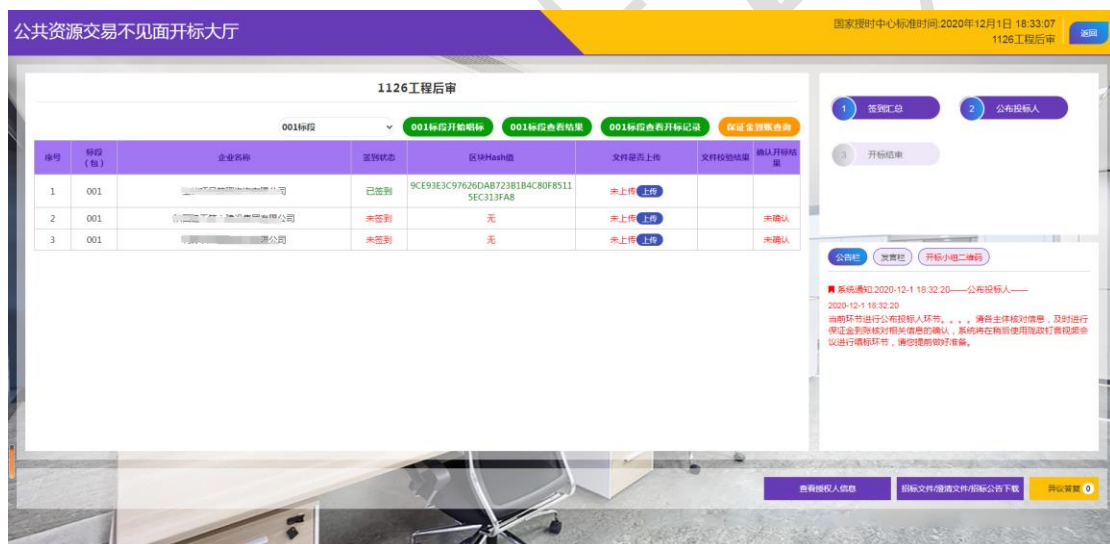 公共资源交易不见面开标大厅
国家授时中心标准时间:2020年12月1日 18:33:07
1126工程后审
返回
1126工程后审
001标段
001标段开始唱标
001标段查看结果
001标段查看开标记录
保证金到账查询
序号 标段（包） 企业名称 签到状态 区块Hash值 文件是否上传 文件校验结果 确认开标结果
1 001 公司 已签到 9CE93E3C97626DAB72381B4C80F8511
5EC313FA8 未上传 上传
2 001 集团有限公司 未签到 无 未上传 上传 未确认
3 001 公司 未签到 无 未上传 上传 未确认
1 签到汇总
2 公布投标人
3 开标结束
公告栏 发言栏 开标小组二维码
系统通知:2020-12-1 18:32:20——公布投标人——
2020-12-1 18:32:20
当前环节进行公布投标人环节。。。。请各主体核对信息，及时进行
保证金到账核对相关信息的确认，系统将在稍后使用陇政钉音视频会
议进行唱标环节，请您提前做好准备。
查看授权人信息
招标文件/澄清文件/招标公告下载
异议答复 0